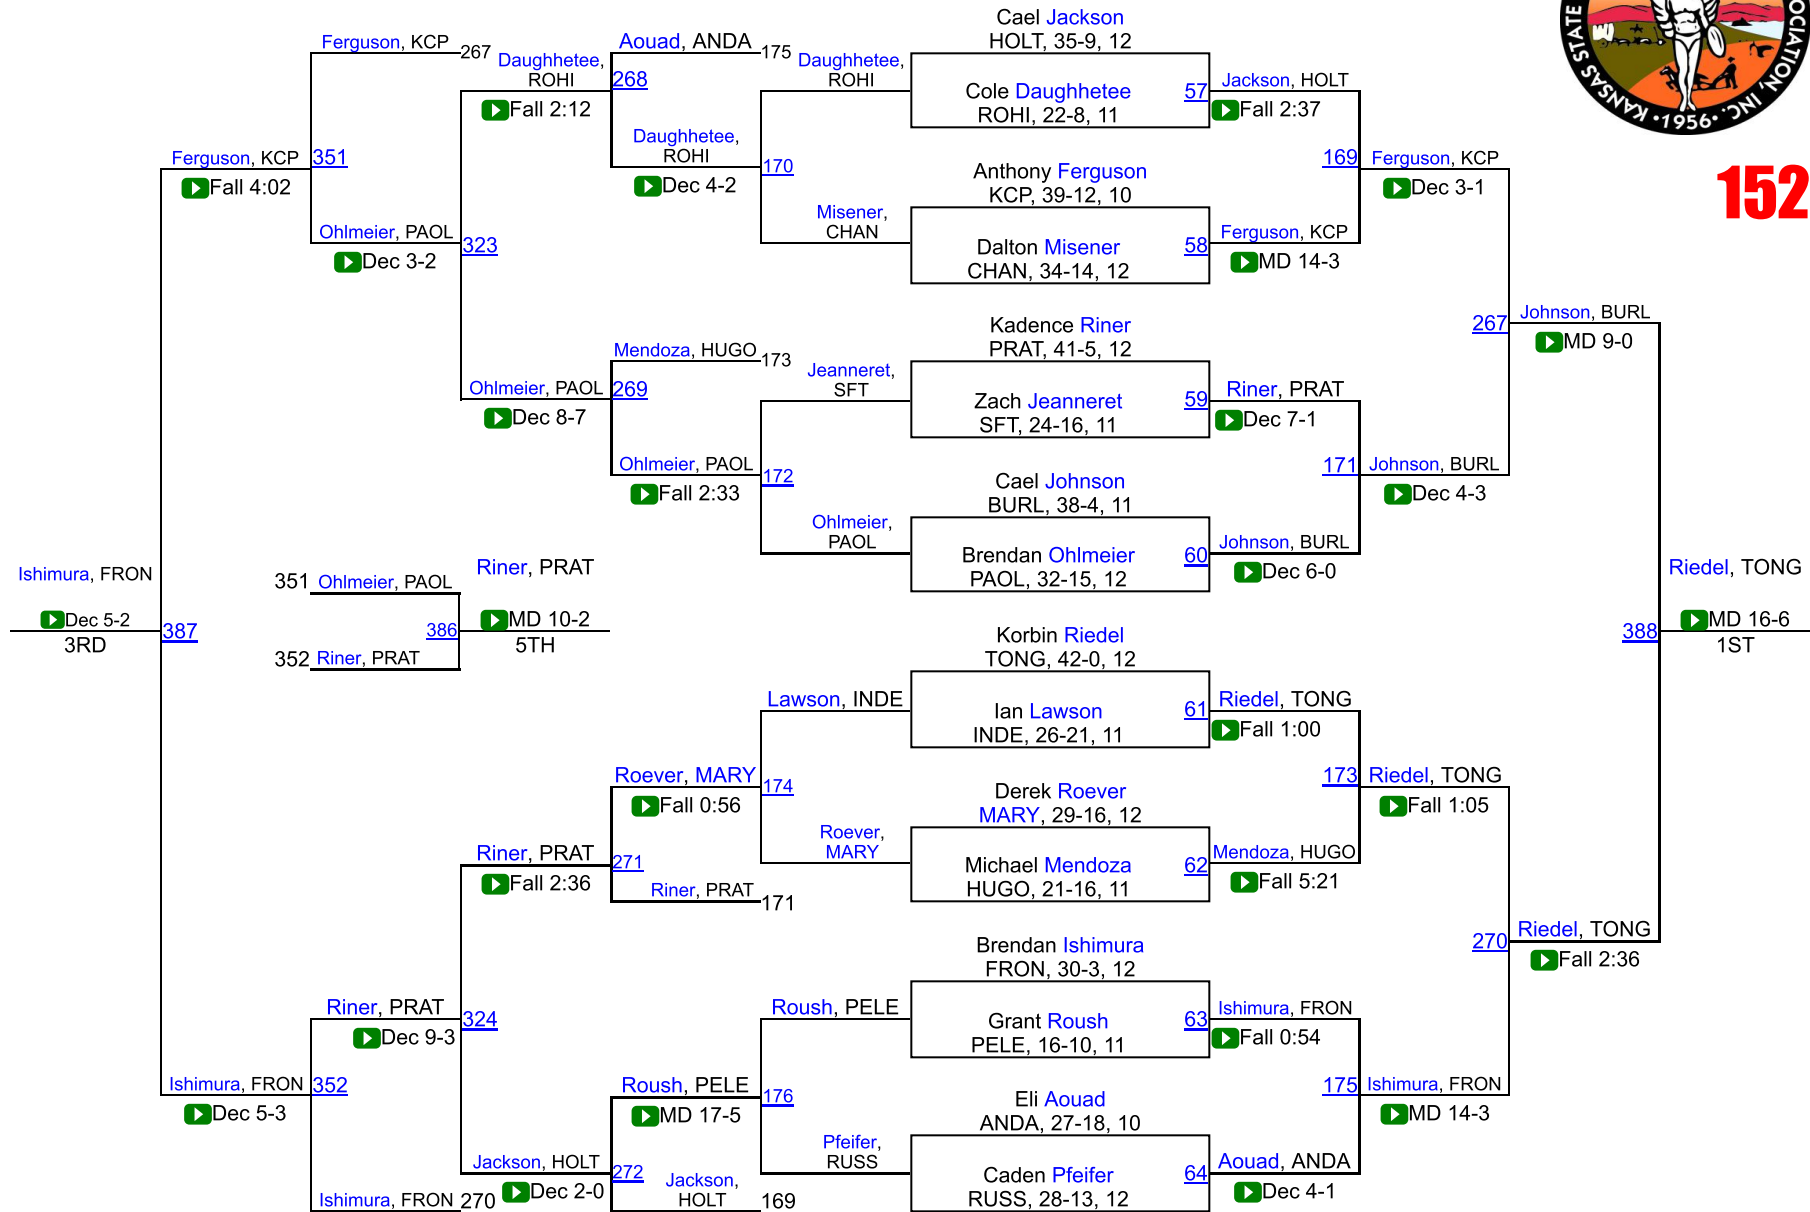 Cael Jackson
HOLT, 35-9, 12
Ferguson, KCP
267
Aouad, ANDA
175
Daughhetee,
ROHI
268
Fall 2:12
Daughhetee,
ROHI
Cole Daughhetee
ROHI, 22-8, 11
57
Jackson, HOLT
Fall 2:37
KANSAS STATE
OCIATION, INC.
•1956•
Daughhetee,
ROHI
Dec 4-2
170
Ferguson, KCP
351
Fall 4:02
Anthony Ferguson
KCP, 39-12, 10
169
Ferguson, KCP
Dec 3-1
152
Misener,
CHAN
Ohlmeier, PAOL
323
Dec 3-2
Dalton Misener
CHAN, 34-14, 12
58
Ferguson, KCP
MD 14-3
Kadence Riner
PRAT, 41-5, 12
267
Johnson, BURL
MD 9-0
Mendoza, HUGO
173
Jeanneret,
SFT
Ohlmeier, PAOL
269
Dec 8-7
Zach Jeanneret
SFT, 24-16, 11
59
Riner, PRAT
Dec 7-1
Ohlmeier, PAOL
172
Fall 2:33
Cael Johnson
BURL, 38-4, 11
171
Johnson, BURL
Dec 4-3
Ohlmeier,
PAOL
Brendan Ohlmeier
PAOL, 32-15, 12
60
Johnson, BURL
Dec 6-0
Ishimura, FRON
Dec 5-2
3RD
387
351
Ohlmeier, PAOL
386
352
Riner, PRAT
Riner, PRAT
MD 10-2
5TH
Korbin Riedel
TONG, 42-0, 12
388
Riedel, TONG
MD 16-6
1ST
Lawson, INDE
Ian Lawson
INDE, 26-21, 11
61
Riedel, TONG
Fall 1:00
Roever, MARY
174
Fall 0:56
Derek Roever
MARY, 29-16, 12
173
Riedel, TONG
Fall 1:05
Roever,
MARY
Riner, PRAT
271
Fall 2:36
Riner, PRAT
171
Michael Mendoza
HUGO, 21-16, 11
62
Mendoza, HUGO
Fall 5:21
Brendan Ishimura
FRON, 30-3, 12
270
Riedel, TONG
Fall 2:36
Riner, PRAT
324
Dec 9-3
Roush, PELE
Grant Roush
PELE, 16-10, 11
63
Ishimura, FRON
Fall 0:54
Ishimura, FRON
352
Dec 5-3
Roush, PELE
176
MD 17-5
Eli Aouad
ANDA, 27-18, 10
175
Ishimura, FRON
MD 14-3
Pfeifer,
RUSS
Jackson, HOLT
272
Dec 2-0
Ishimura, FRON
270
Jackson,
HOLT
169
Caden Pfeifer
RUSS, 28-13, 12
64
Aouad, ANDA
Dec 4-1